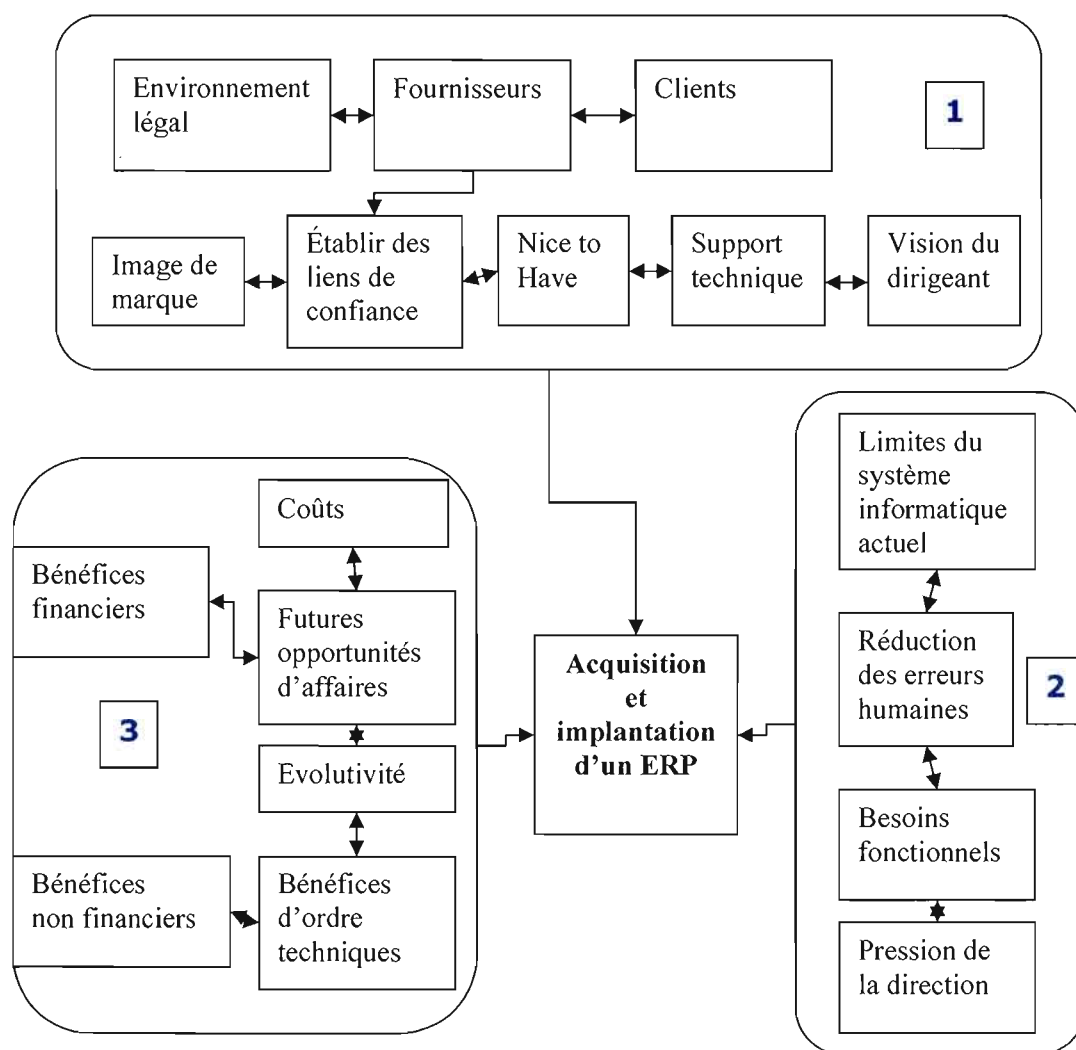 Environnement
légal
Fournisseurs
Clients
1
Image de
marque
Établir des
liens de
confiance
Nice to
Have
Support
technique
Vision du
dirigeant
Coûts
Bénéfices
financiers
Futures
opportunités
d'affaires
3
Evolutivité
Bénéfices
non financiers
Bénéfices
d'ordre
techniques
Acquisition
et
implantation
d'un ERP
Limites du
système
informatique
actuel
Réduction
des erreurs
humaines
2
Besoins
fonctionnels
Pression de
la direction